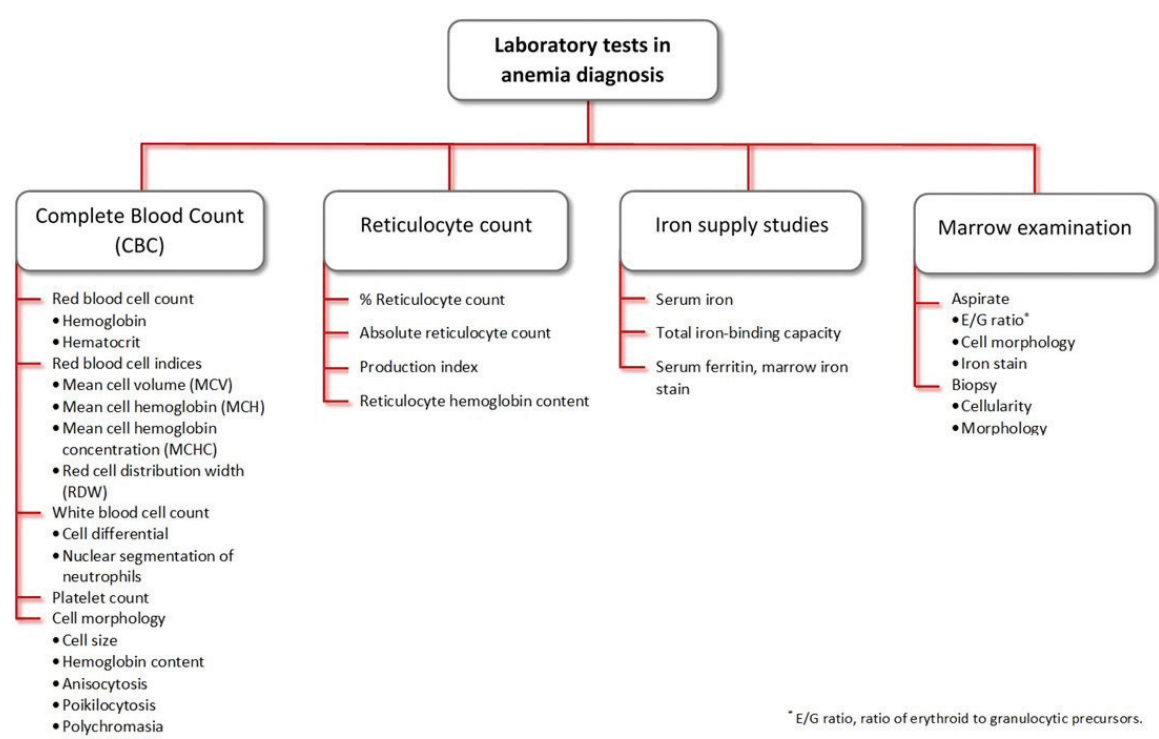 Laboratory tests in
anemia diagnosis
Complete Blood Count
(CBC)
Red blood cell count
• Hemoglobin
• Hematocrit
Red blood cell indices
• Mean cell volume (MCV)
• Mean cell hemoglobin (MCH)
• Mean cell hemoglobin
concentration (MCHC)
• Red cell distribution width
(RDW)
White blood cell count
• Cell differential
• Nuclear segmentation of
neutrophils
Platelet count
Cell morphology
• Cell size
• Hemoglobin content
• Anisocytosis
• Poikilocytosis
• Polychromasia
Reticulocyte count
% Reticulocyte count
Absolute reticulocyte count
Production index
Reticulocyte hemoglobin content
Iron supply studies
Serum iron
Total iron-binding capacity
Serum ferritin, marrow iron
stain
Marrow examination
Aspirate
• E/G ratio*
• Cell morphology
• Iron stain
Biopsy
• Cellularity
• Morphology
* E/G ratio, ratio of erythroid to granulocytic precursors.